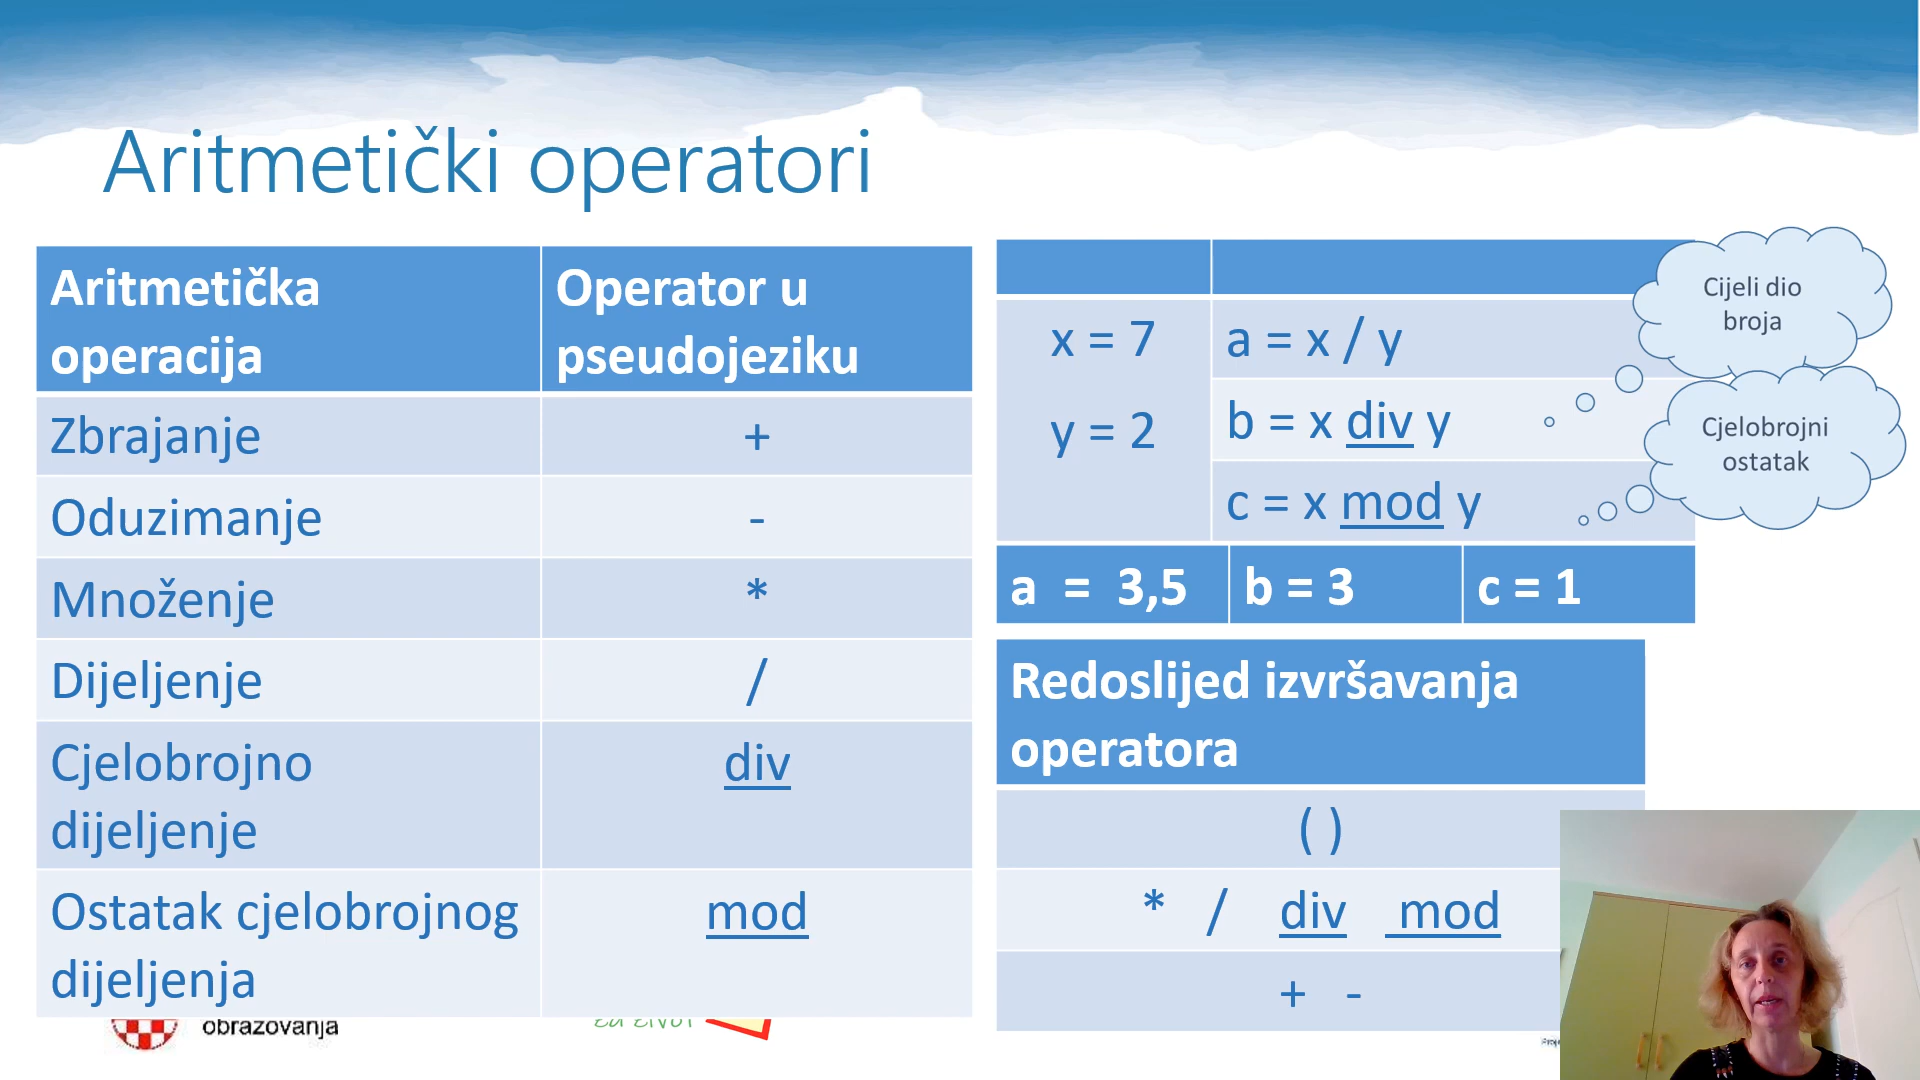 Aritmetički operatori
Aritmetička
operacija
Operator u
pseudojeziku
Zbrajanje
+
Oduzimanje
-
Množenje
*
Dijeljenje
/
Cjelobrojno
dijeljenje
div
Ostatak cjelobrojnog
dijeljenja
mod
x = 7
y = 2
a = x / y
b = x div y
c = x mod y
Cijeli dio
broja
Cjelobrojni
ostatak
a = 3,5
b = 3
c = 1
Redoslijed izvršavanja
operatora
( )
* / div mod
+ -
obrazovanja